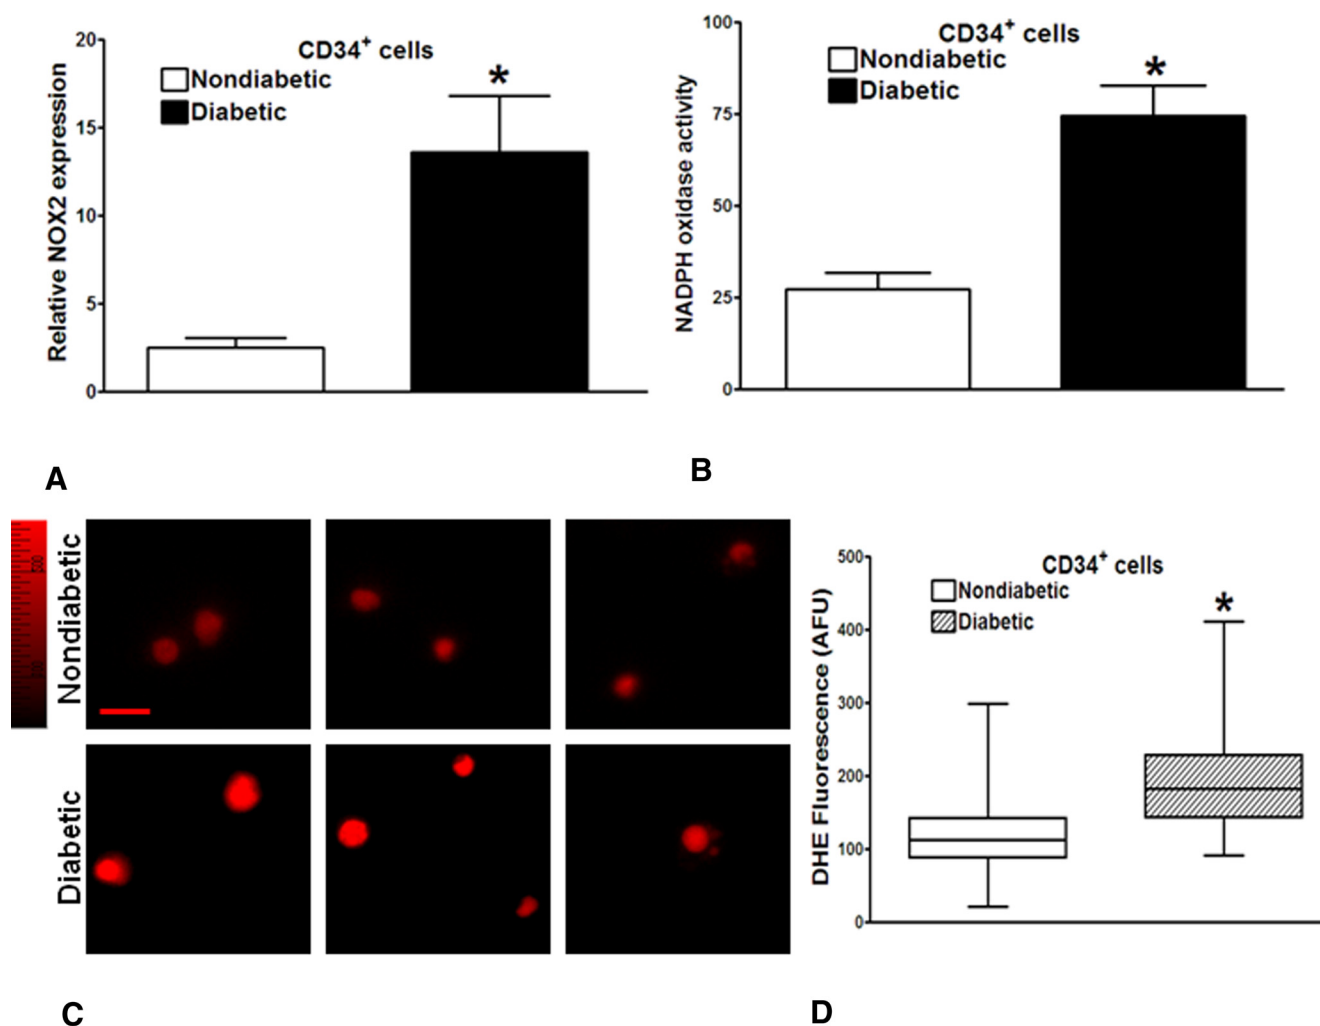 20
15
10
5
0
Relative NOX2 expression
CD34+ cells
Nondiabetic
Diabetic
*
A
100
75
50
25
0
NADPH oxidase activity
CD34+ cells
Nondiabetic
Diabetic
*
B
Nondiabetic
Diabetic
C
500
400
300
200
100
0
DHE Fluorescence (AFU)
CD34+ cells
Nondiabetic
Diabetic
*
D